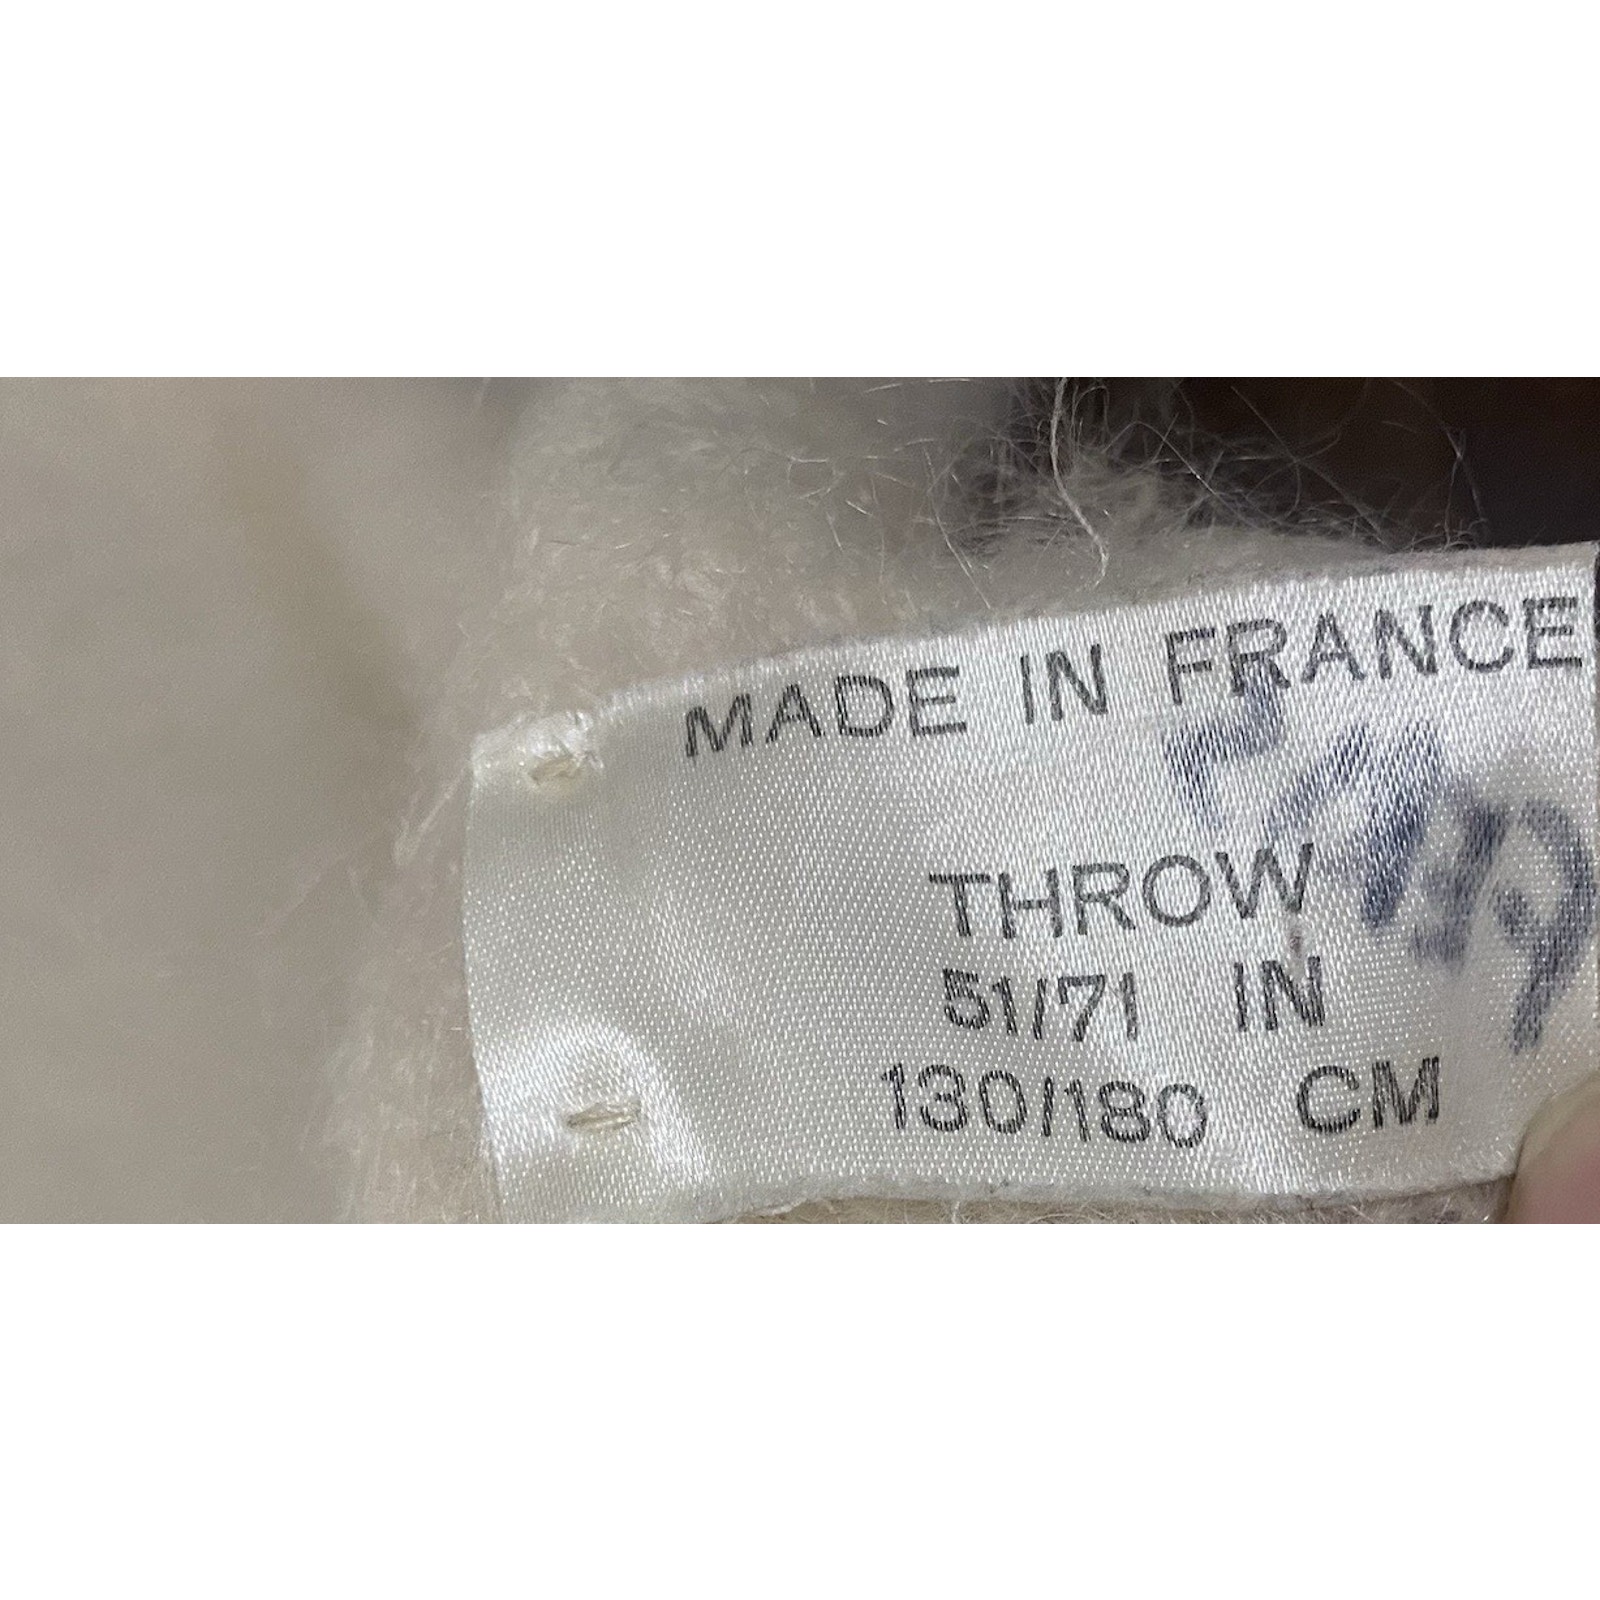 MADE IN FRANCE
THROW
51/71 IN
130/180 CM